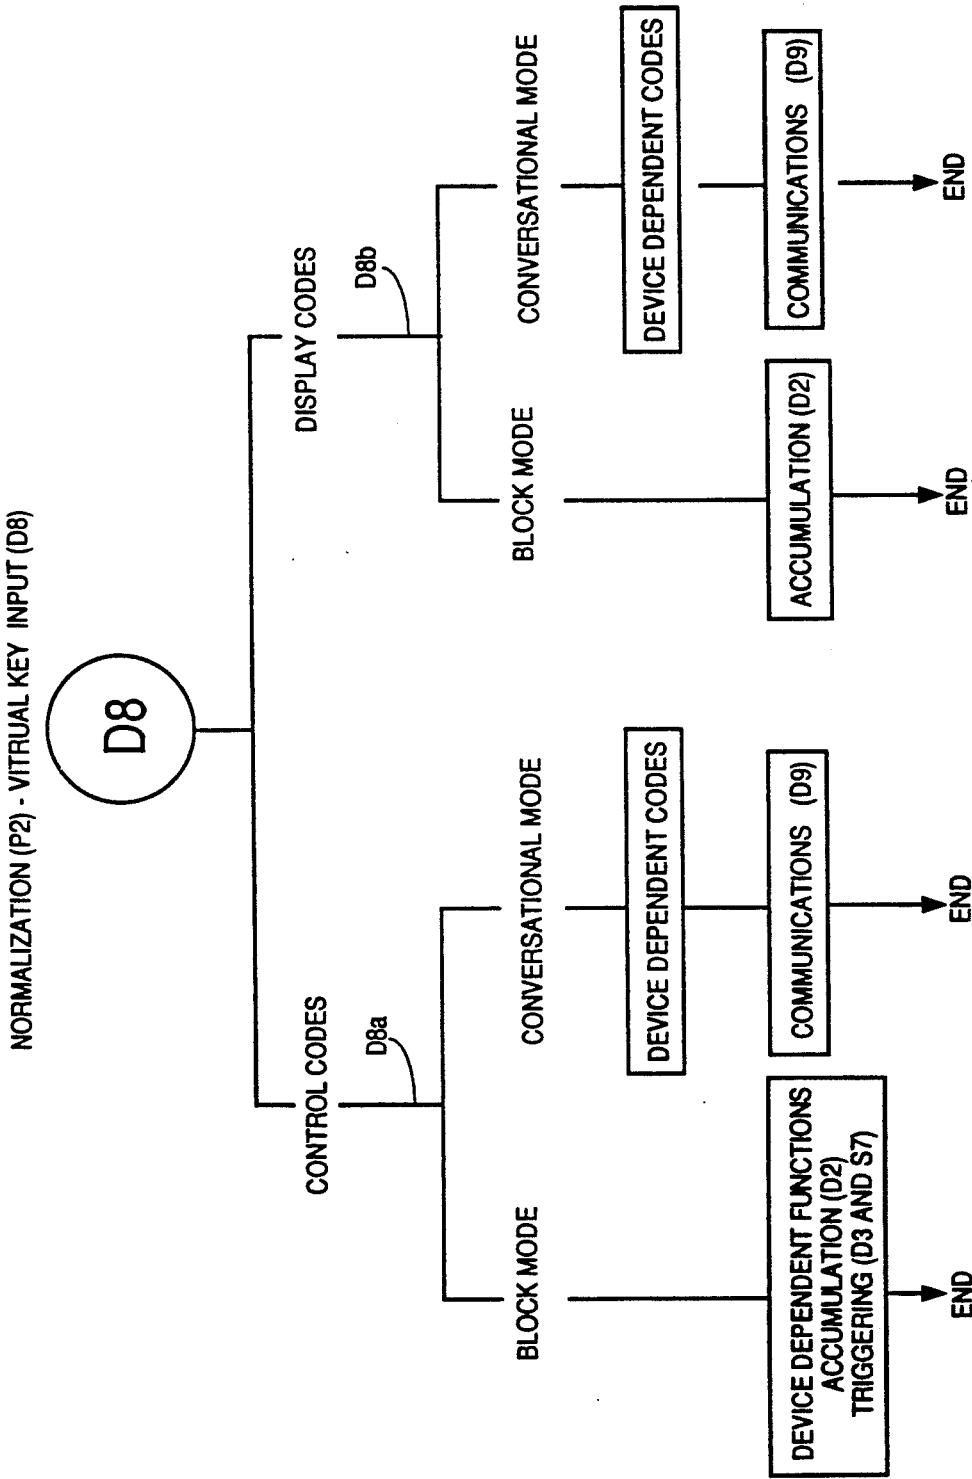 NORMALIZATION (P2) - VITRUAL KEY INPUT (D8)
D8
CONTROL CODES
DISPLAY CODES
D8a
D8b
BLOCK MODE
CONVERSATIONAL MODE
BLOCK MODE
CONVERSATIONAL MODE
DEVICE DEPENDENT CODES
DEVICE DEPENDENT CODES
DEVICE DEPENDENT FUNCTIONS
ACCUMULATION (D2)
TRIGGERING (D3 AND S7)
COMMUNICATIONS (D9)
ACCUMULATION (D2)
COMMUNICATIONS (D9)
END
END
END
END